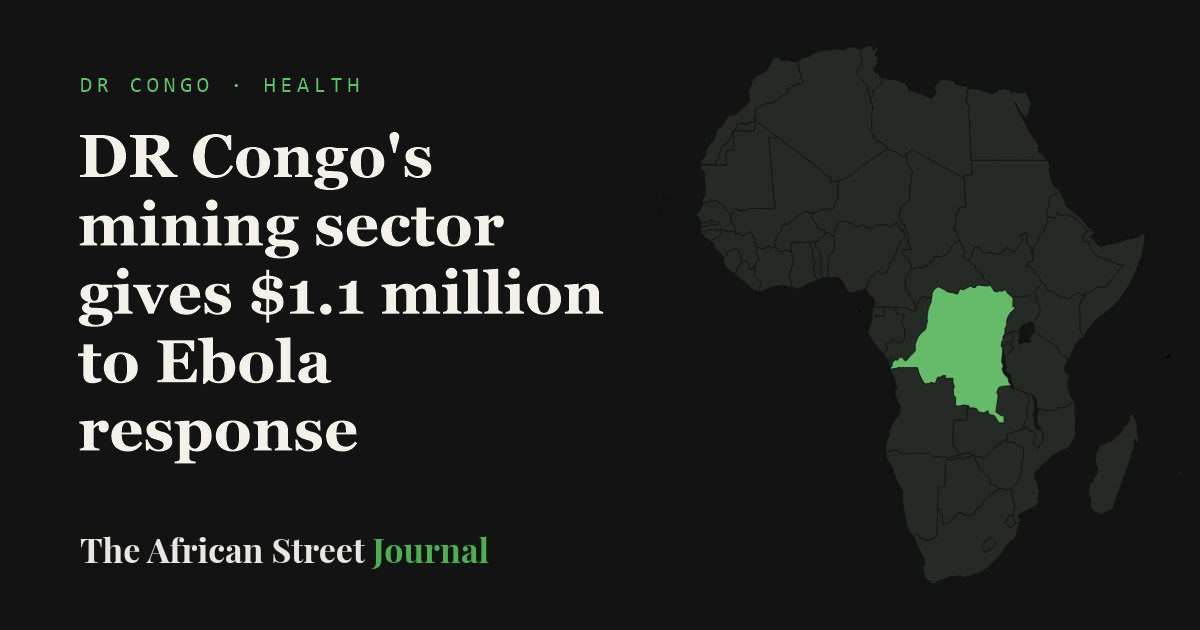 DR CONGO · HEALTH
DR Congo's
mining sector
gives $1.1 million
to Ebola
response
The African Street Journal